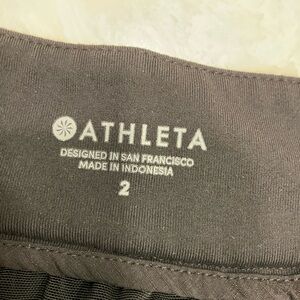 ATHLETA
DESIGNED IN SAN FRANCISCO
MADE IN INDONESIA
2